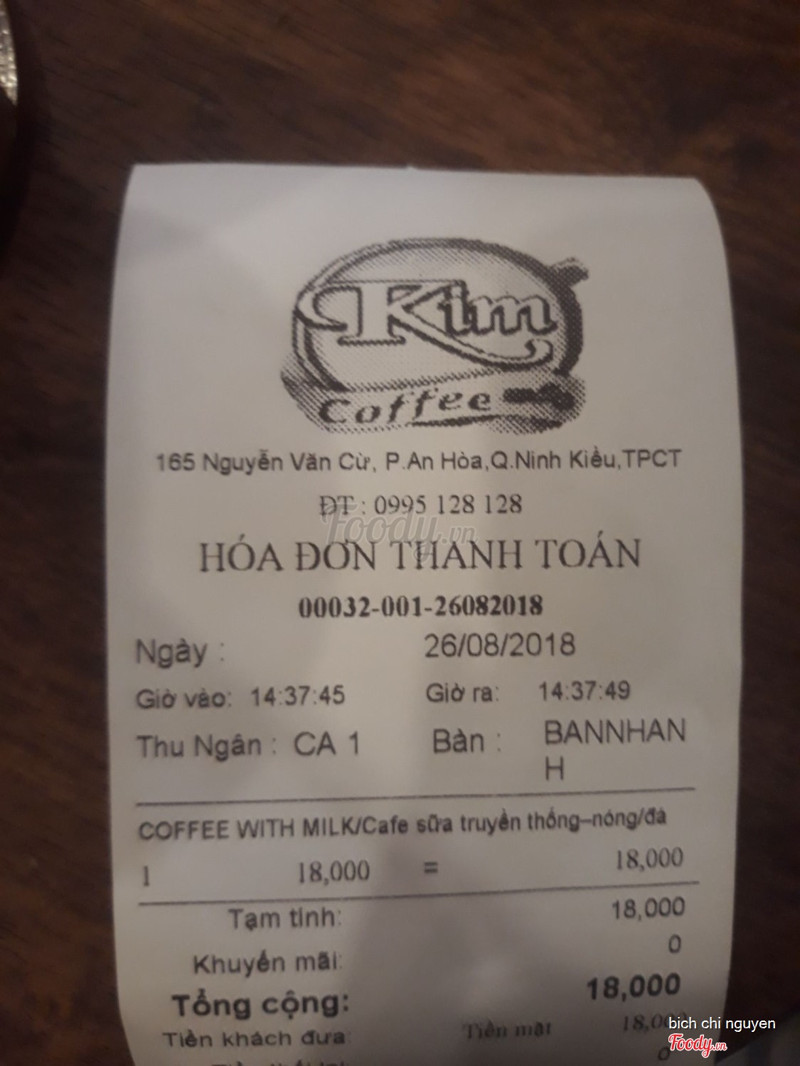 Kim
Coffee
165 Nguyễn Văn Cừ, P.An Hòa,Q.Ninh Kiều,TPCT
ĐT : 0995 128 128
Foody.vn
HÓA ĐƠN THANH TOÁN
00032-001-26082018
Ngày : 26/08/2018
Giờ vào: 14:37:45 Giờ ra: 14:37:49
Thu Ngân : CA 1 Bàn : BANNHAN
H
COFFEE WITH MILK/Cafe sữa truyền thống–nóng/đá
1 18,000 = 18,000
Tạm tính: 18,000
Khuyến mãi: 0
Tổng cộng: 18,000
Tiền khách đưa: Tiền mặt 18,000
0
bich chi nguyen
Foody.vn